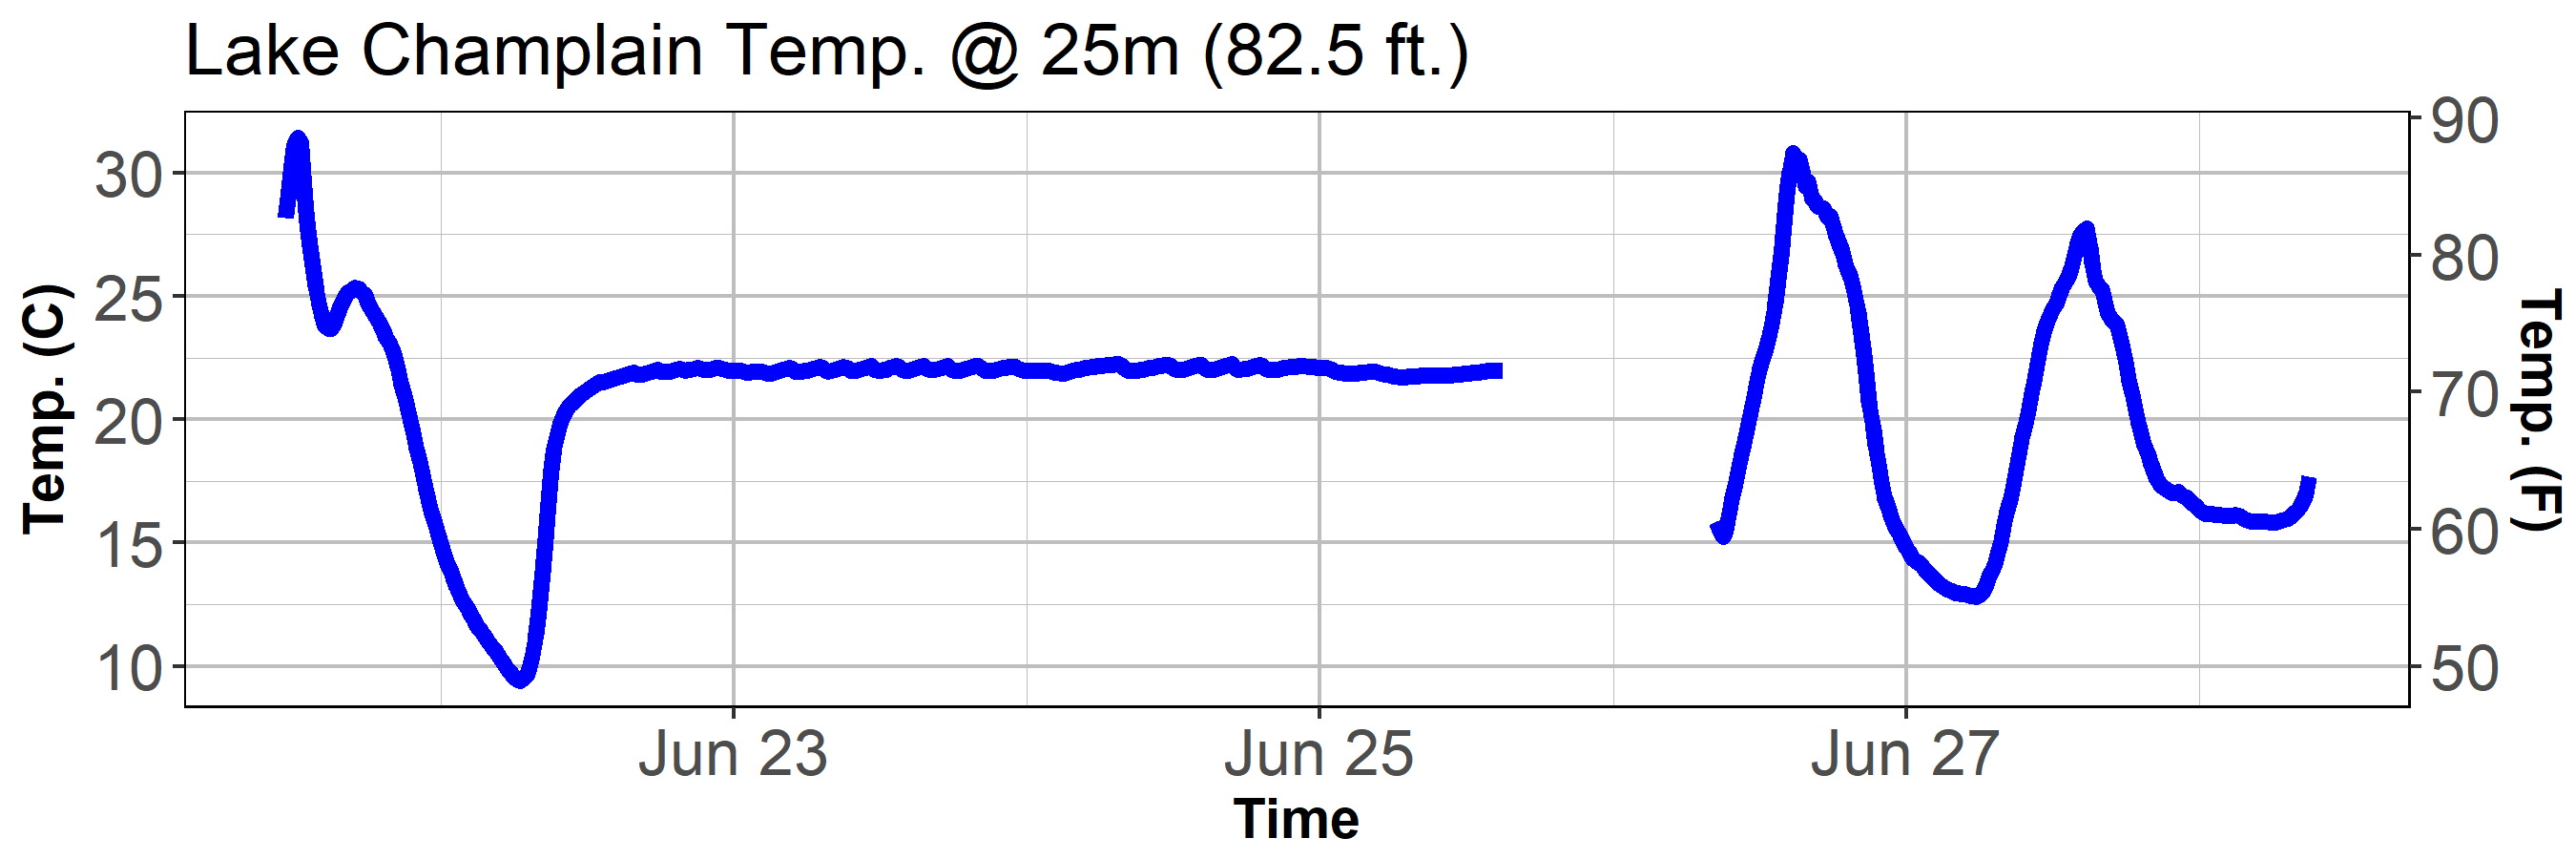 Lake Champlain Temp. @ 25m (82.5 ft.)
Temp. (C)
30
25
20
15
10
90
80
70
60
50
Temp. (F)
Jun 23
Jun 25
Jun 27
Time